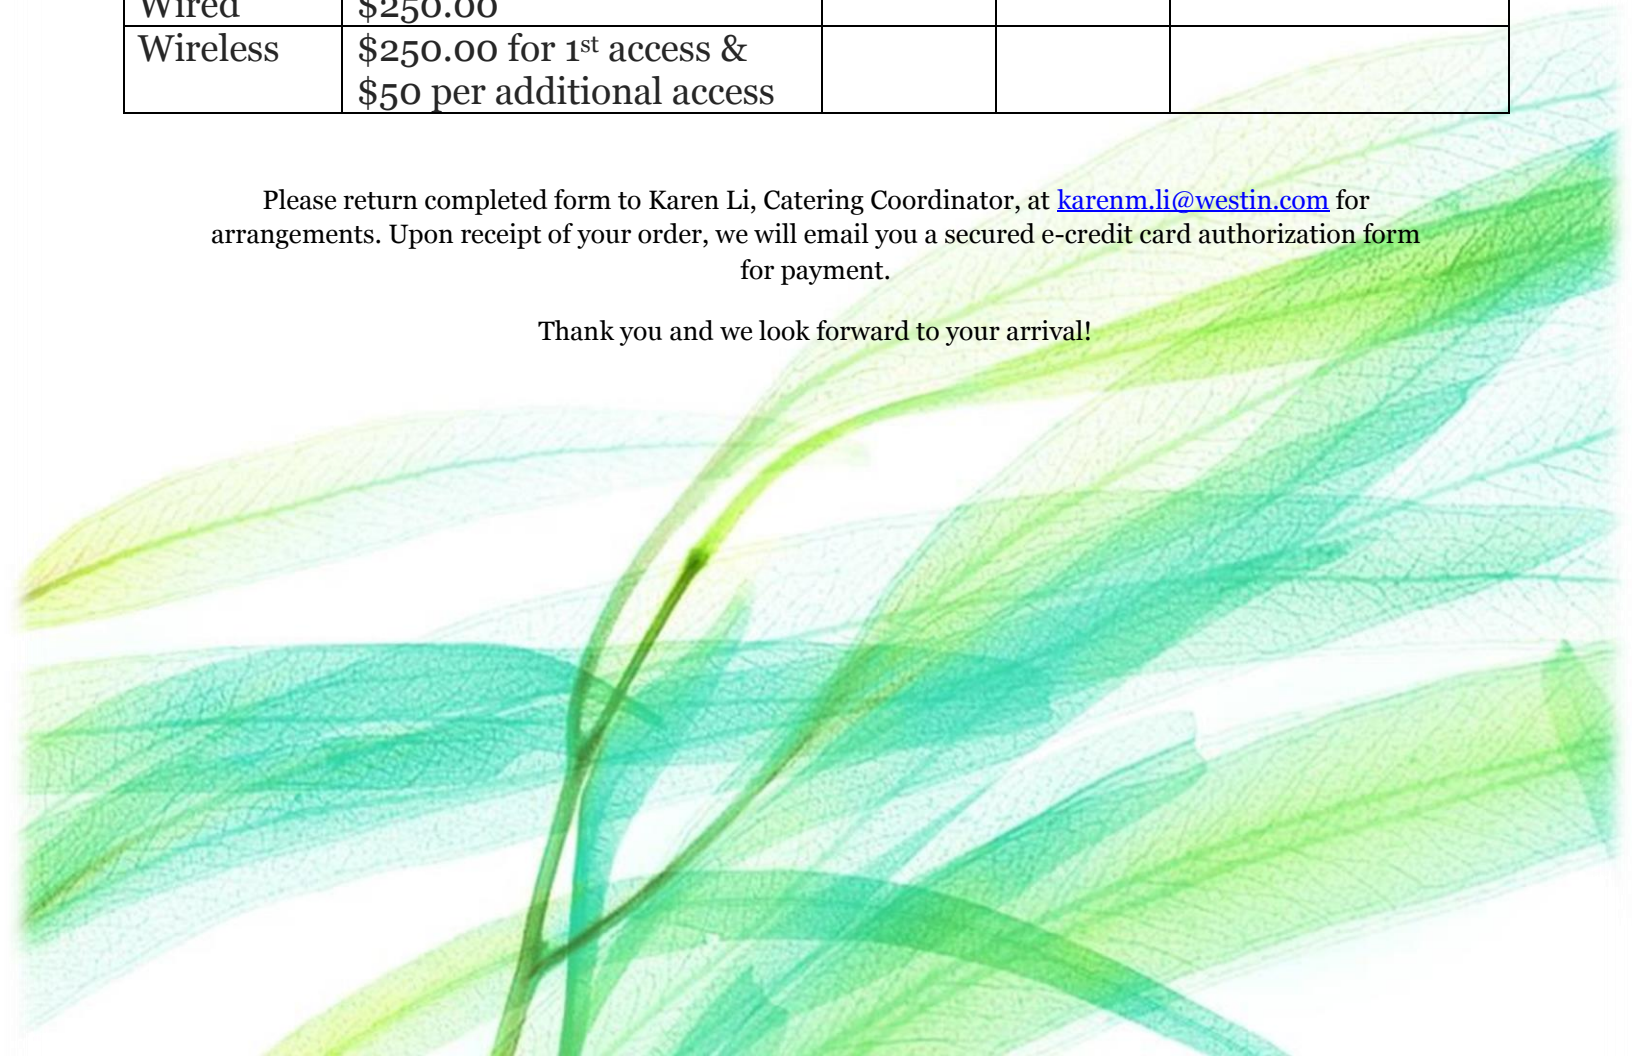 Wired $250.00
Wireless $250.00 for 1st access &
$50 per additional access
Please return completed form to Karen Li, Catering Coordinator, at karenm.li@westin.com for
arrangements. Upon receipt of your order, we will email you a secured e-credit card authorization form
for payment.
Thank you and we look forward to your arrival!